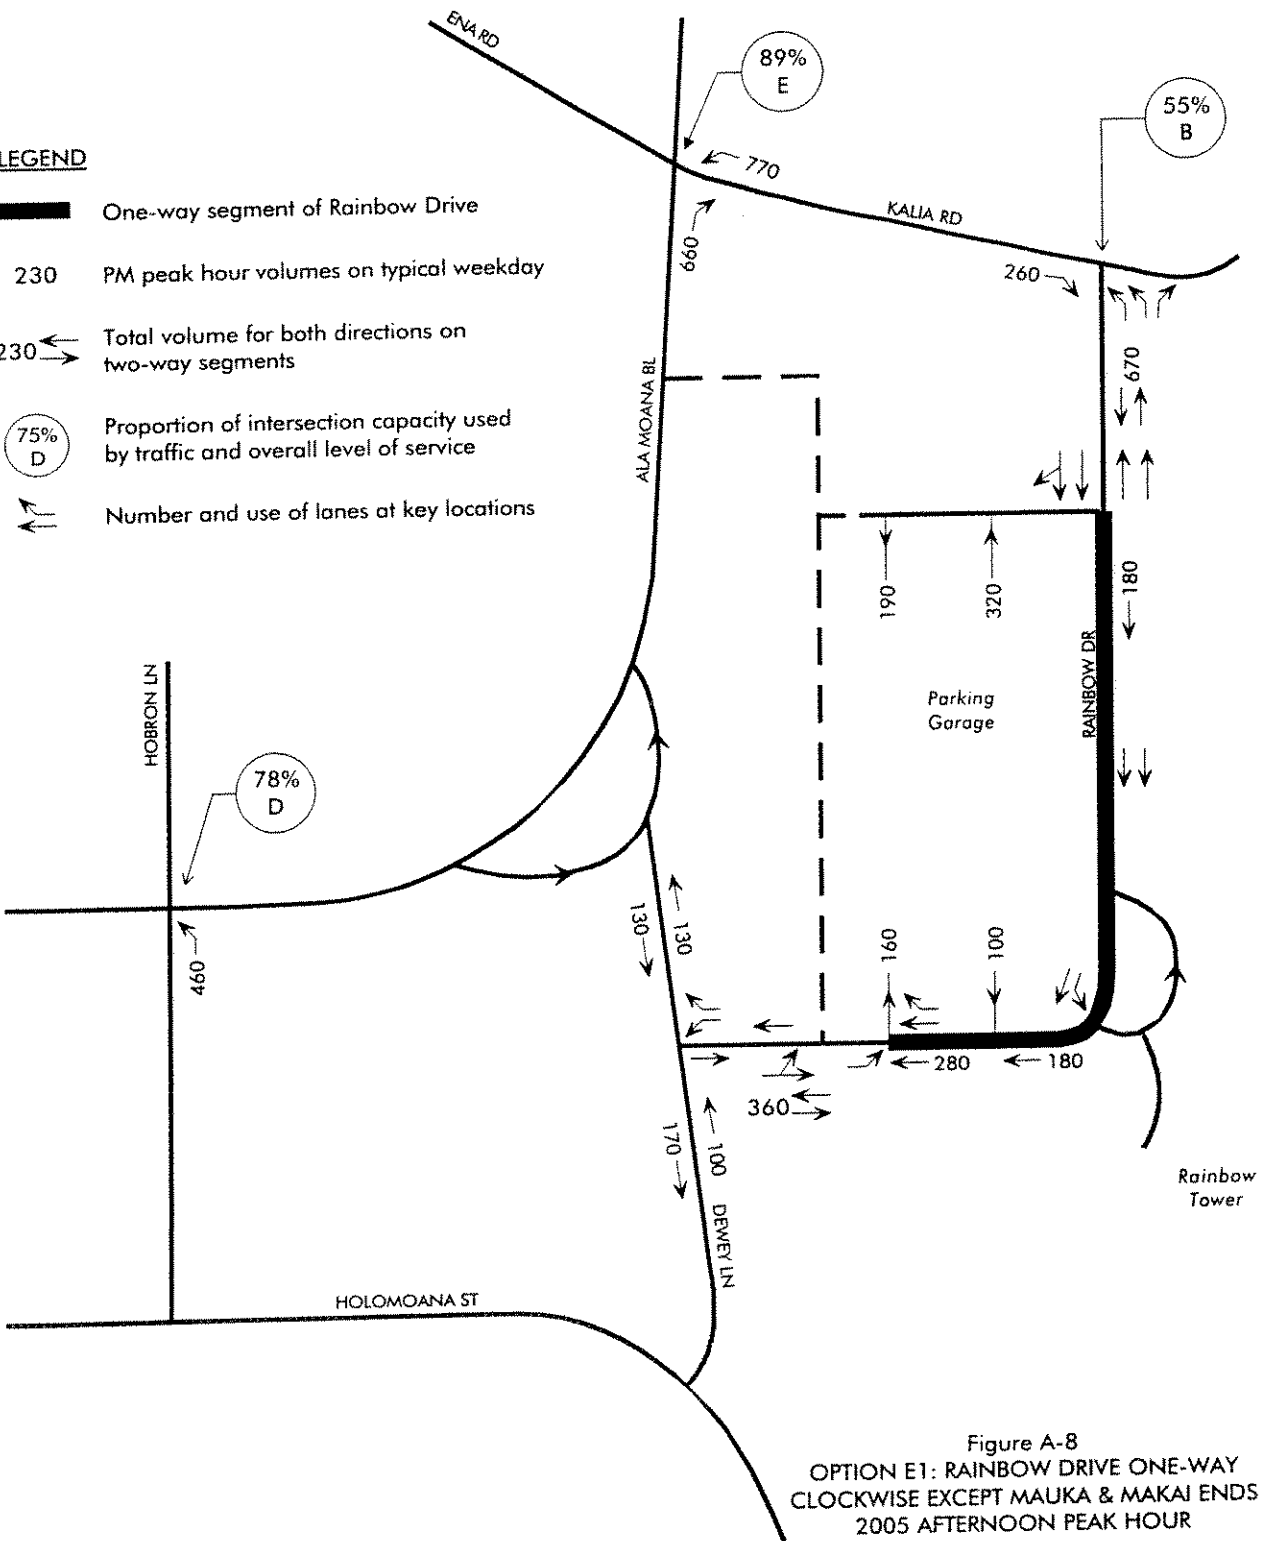 ENA RD
89%
E
55%
B
LEGEND
One-way segment of Rainbow Drive
230 PM peak hour volumes on typical weekday
230 Total volume for both directions on
two-way segments
75%
D
Proportion of intersection capacity used
by traffic and overall level of service
Number and use of lanes at key locations
770
KALIA RD
660
260
670
ALA MOANA BL
190
320
180
RAINBOW DR
Parking
Garage
HOBRON LN
78%
D
460
130
130
160
100
280
180
360
170
100
DEWEY LN
Rainbow
Tower
HOLOMOANA ST
Figure A-8
OPTION E1: RAINBOW DRIVE ONE-WAY
CLOCKWISE EXCEPT MAUKA & MAKAI ENDS
2005 AFTERNOON PEAK HOUR